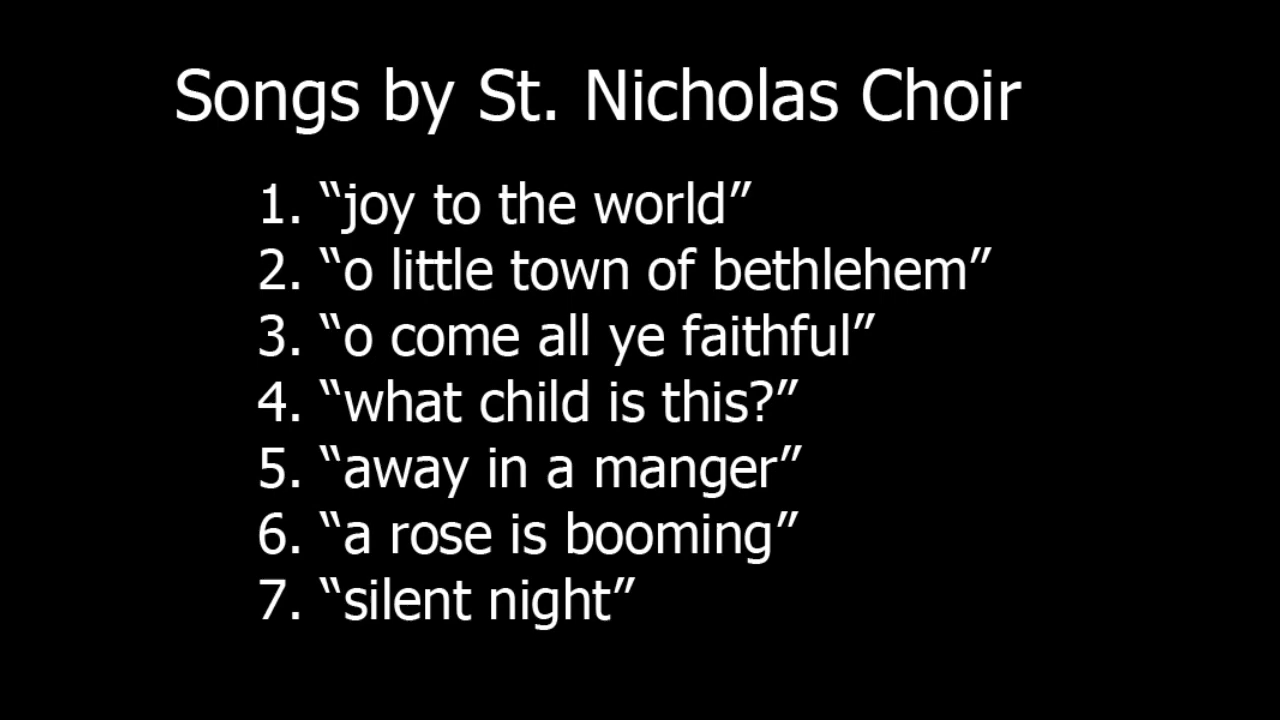 Songs by St. Nicholas Choir
1. “joy to the world”
2. “o little town of bethlehem”
3. “o come all ye faithful”
4. “what child is this?”
5. “away in a manger”
6. “a rose is booming”
7. “silent night”